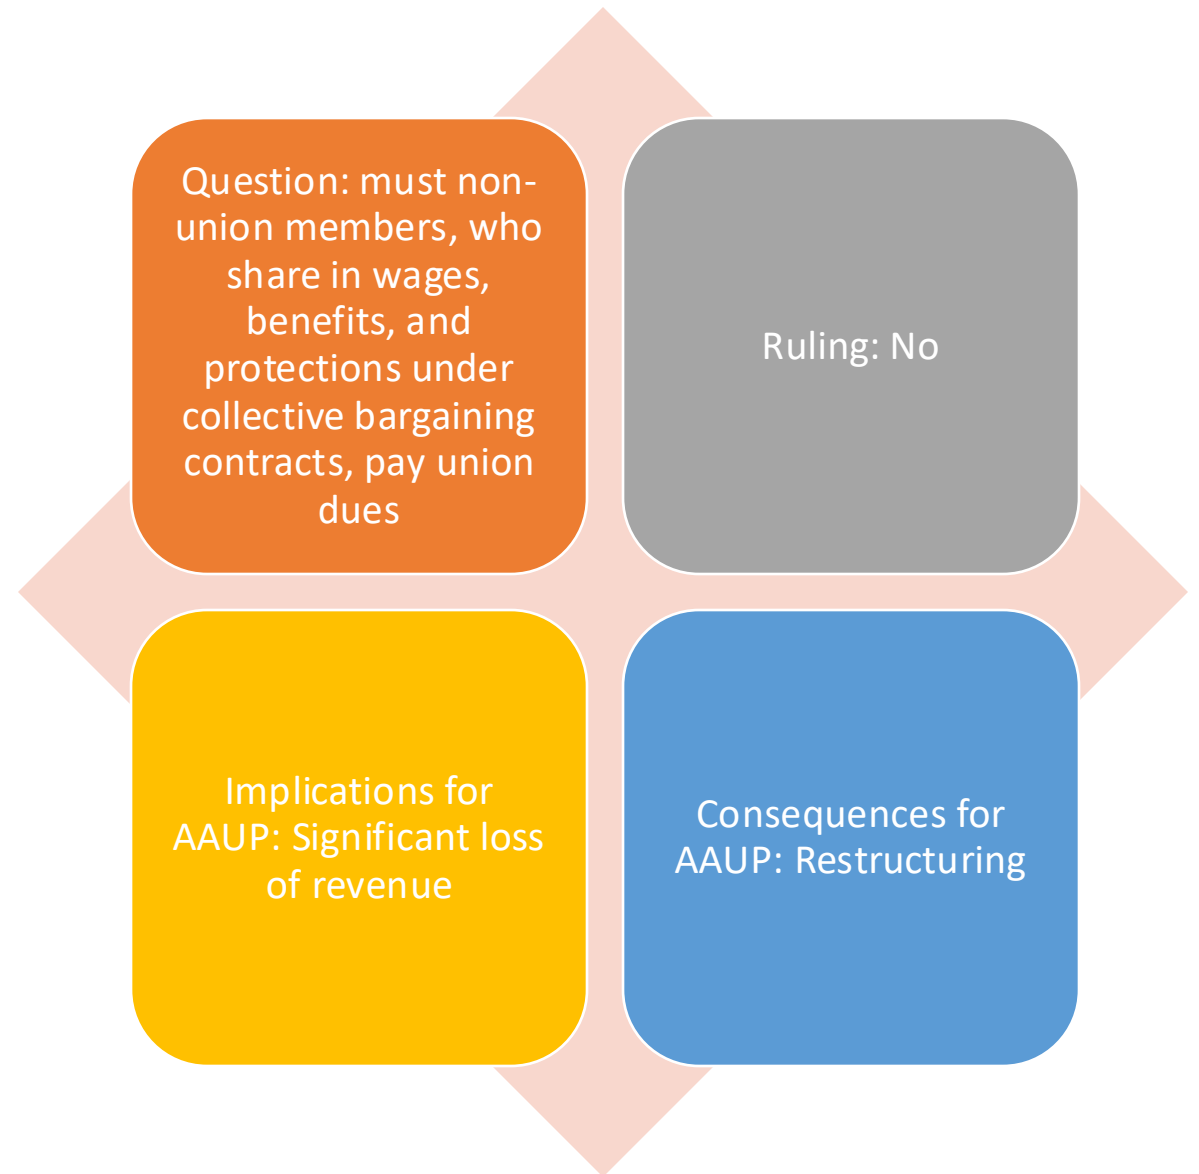 Question: must non-
union members, who
share in wages,
benefits, and
protections under
collective bargaining
contracts, pay union
dues
Ruling: No
Implications for
AAUP: Significant loss
of revenue
Consequences for
AAUP: Restructuring